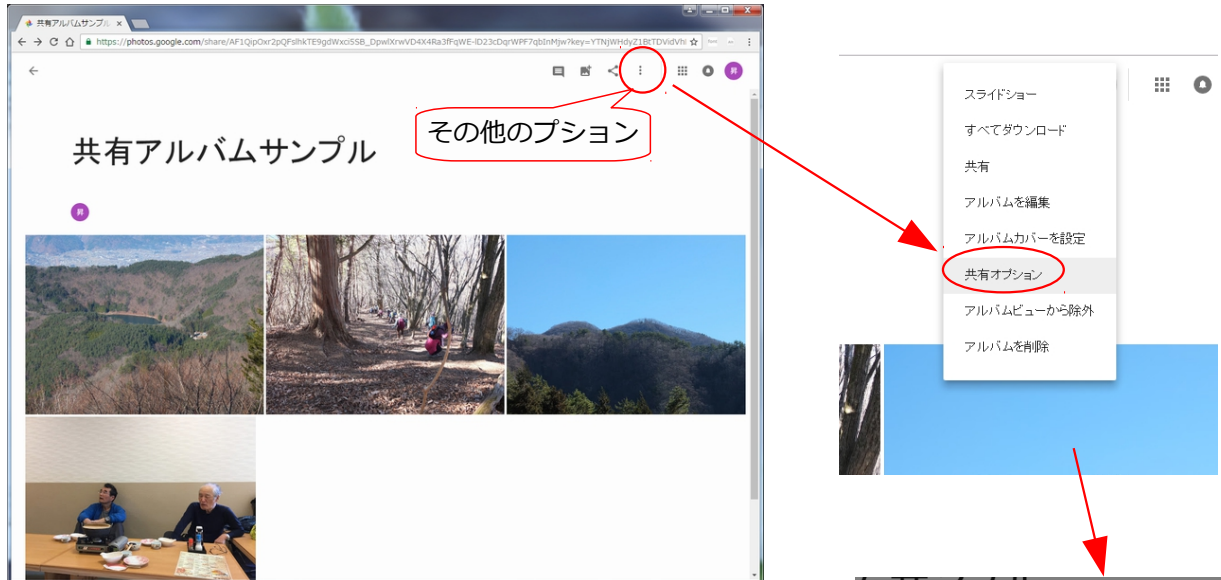 共有アルバムサンプル
その他のプション
共有アルバムサンプル
スライドショー
すべてダウンロード
共有
アルバムを編集
アルバムカバーを設定
共有オプション
アルバムビューから除外
アルバムを削除